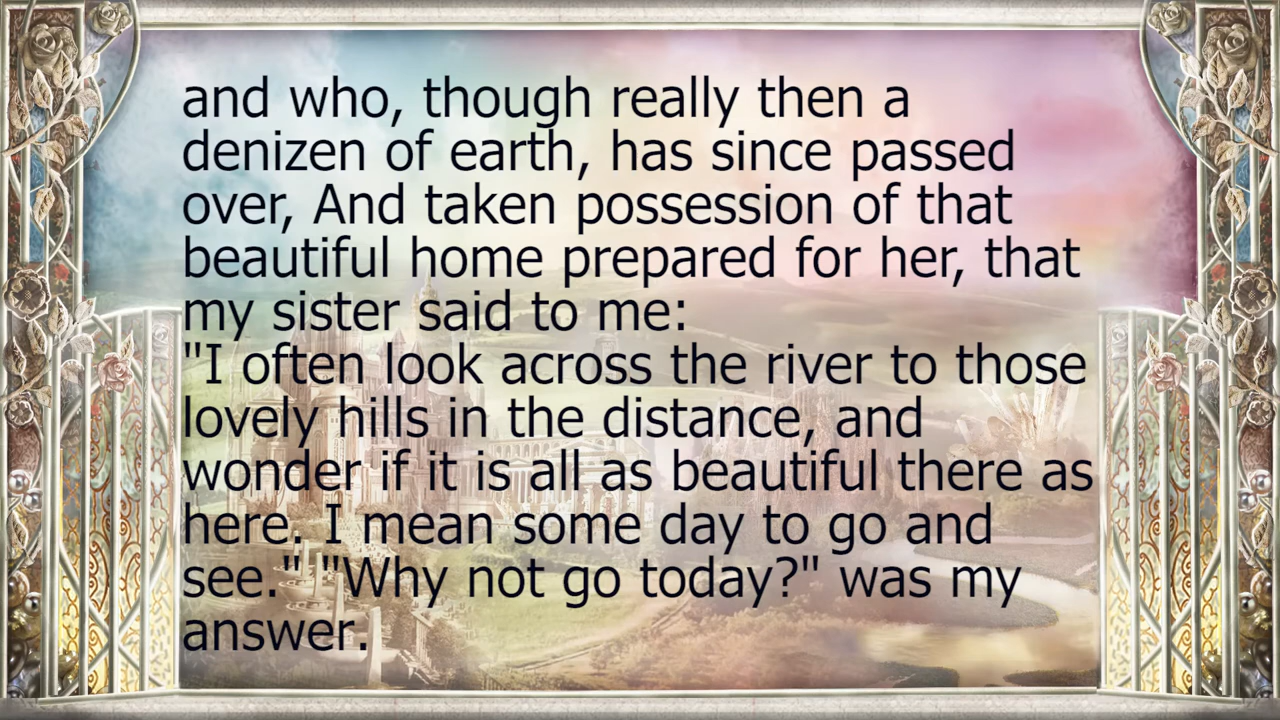 and who, though really then a
denizen of earth, has since passed
over, And taken possession of that
beautiful home prepared for her, that
my sister said to me:
"I often look across the river to those
lovely hills in the distance, and
wonder if it is all as beautiful there as
here. I mean some day to go and
see." "Why not go today?" was my
answer.